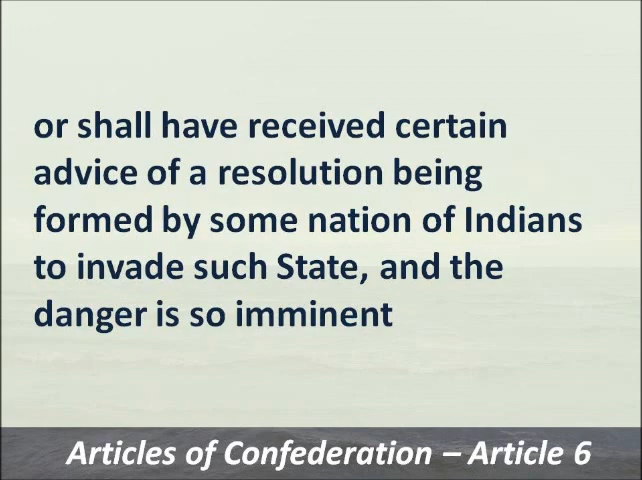 or shall have received certain
advice of a resolution being
formed by some nation of Indians
to invade such State, and the
danger is so imminent
Articles of Confederation – Article 6